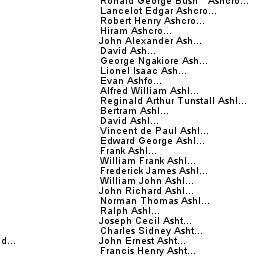 Ronald George Bush Ashcro...
Lancelot Edgar Ashcro...
Robert Henry Ashcro...
Hiram Ashcro...
John Alexander Ash...
David Ash...
George Ngakiore Ash...
Lionel Isaac Ash...
Evan Ashfo...
Alfred William Ashl...
Reginald Arthur Tunstall Ashl...
Bertram Ashl...
David Ashl...
Vincent de Paul Ashl...
Edward George Ashl...
Frank Ashl...
William Frank Ashl...
Frederick James Ashl...
William John Ashl...
John Richard Ashl...
Norman Thomas Ashl...
Ralph Ashl...
Joseph Cecil Asht...
Charles Sidney Asht...
d... John Ernest Asht...
Francis Henry Asht...